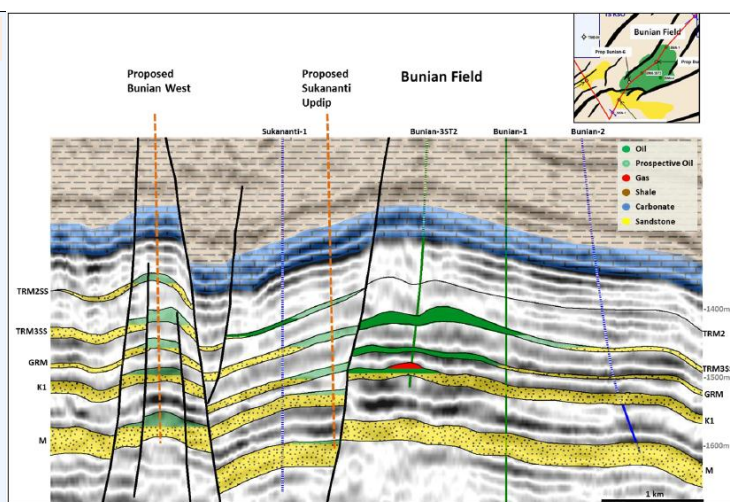 Bunian Field
Prop Bunian-6
Proposed
Bunian West
Proposed
Sukananti
Updip
Bunian Field
Sukananti-1
Bunian-3ST2
Bunian-1
Bunian-2
Oil
Prospective Oil
Gas
Shale
Carbonate
Sandstone
TRM2SS
TRM3SS
GRM
K1
M
-1400m
TRM2
TRM3S
-1500m
GRM
K1
-1600m
M
1 km